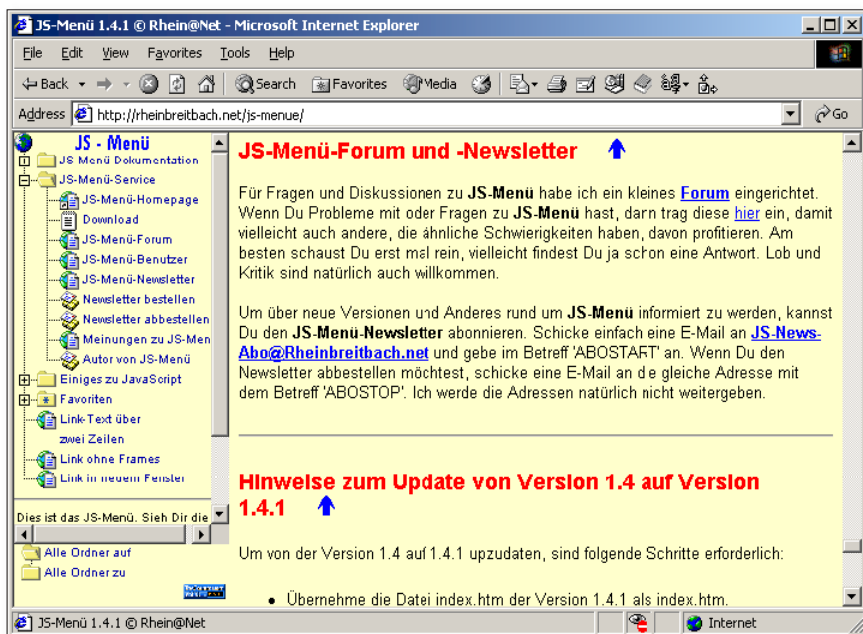 JS-Menü 1.4.1 © Rhein@Net - Microsoft Internet Explorer
File Edit View Favorites Tools Help
Back Search Favorites Media
Address http://rheinbreitbach.net/js-menue/ Go
JS - Menü
JS Menü Dokumentation
JS-Menü-Service
JS-Menü-Homepage
Download
JS-Menü-Forum
JS-Menü-Benutzer
JS-Menü-Newsletter
Newsletter bestellen
Newsletter abbestellen
Meinungen zu JS-Men
Autor von JS-Menü
Einiges zu JavaScript
Favoriten
Link-Text über
zwei Zeilen
Link ohne Frames
Link in neuem Fenster
Dies ist das JS-Menü. Sieh Dir die
Alle Ordner auf
Alle Ordner zu
JS-Menü-Forum und -Newsletter
Für Fragen und Diskussionen zu JS-Menü habe ich ein kleines Forum eingerichtet.
Wenn Du Probleme mit oder Fragen zu JS-Menü hast, dann trag diese hier ein, damit
vielleicht auch andere, die ähnliche Schwierigkeiten haben, davon profitieren. Am
besten schaust Du erst mal rein, vielleicht findest Du ja schon eine Antwort. Lob und
Kritik sind natürlich auch willkommen.
Um über neue Versionen und Anderes rund um JS-Menü informiert zu werden, kannst
Du den JS-Menü-Newsletter abonnieren. Schicke einfach eine E-Mail an JS-News-
Abo@Rheinbreitbach.net und gebe im Betreff 'ABOSTART' an. Wenn Du den
Newsletter abbestellen möchtest, schicke eine E-Mail an die gleiche Adresse mit
dem Betreff 'ABOSTOP'. Ich werde die Adressen natürlich nicht weitergeben.
Hinweise zum Update von Version 1.4 auf Version
1.4.1
Um von der Version 1.4 auf 1.4.1 upzudaten, sind folgende Schritte erforderlich:
• Übernehme die Datei index.htm der Version 1.4.1 als index.htm.
JS-Menü 1.4.1 © Rhein@Net Internet